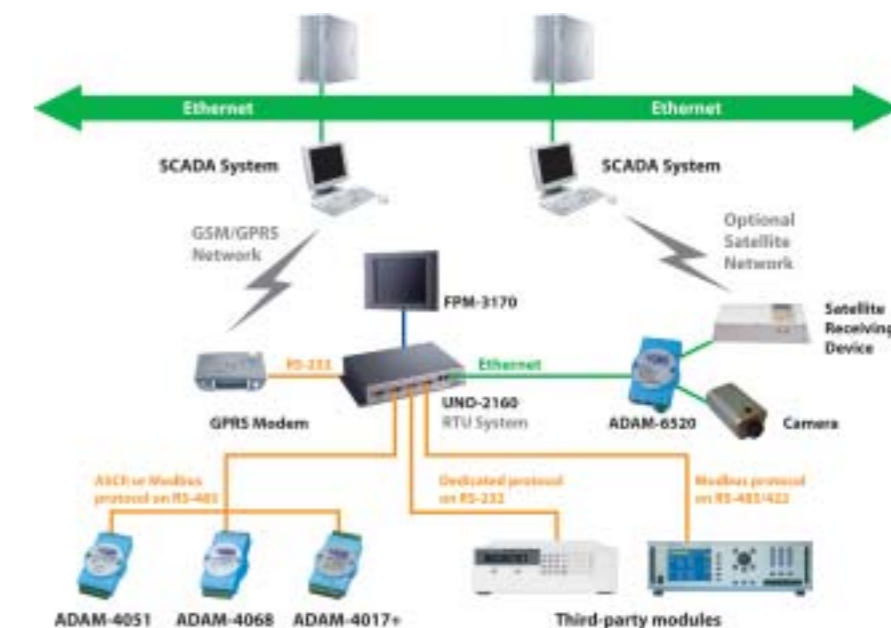 Ethernet
Ethernet
SCADA System
SCADA System
GSM/GPRS
Network
Optional
Satellite
Network
FPM-3170
Satellite
Receiving
Device
RS-232
Ethernet
UNO-2160
RTU System
GPRS Modem
ADAM-6520
Camera
ASCII or Modbus
protocol on RS-485
Dedicated protocol
on RS-232
Modbus protocol
on RS-485/422
ADAM-4051
ADAM-4068
ADAM-4017+
Third-party modules